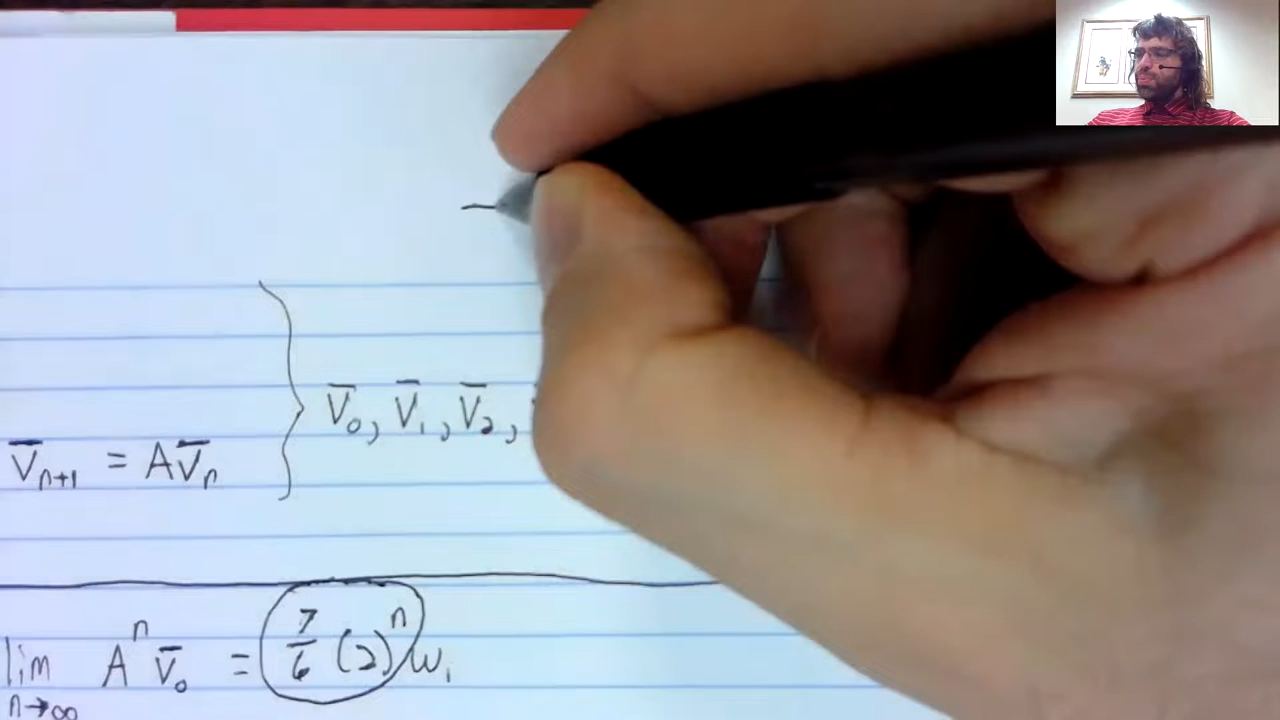 V̅₀, V̅₁, V̅₂,
V̅ₙ₊₁ = AV̅ₙ
lim n→∞ Aⁿ V̅₀ = 7/6 (2)ⁿ w₁